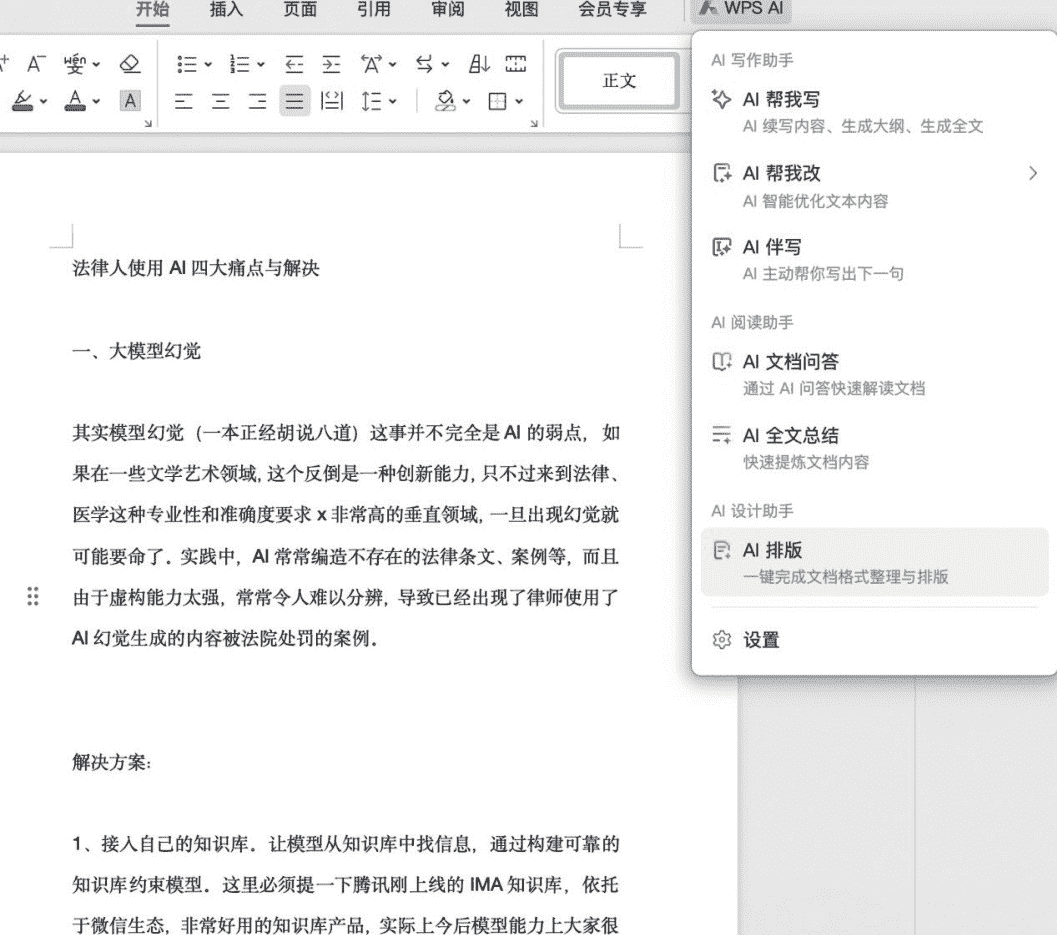 开始 插入 页面 引用 审阅 视图 会员专享 WPS AI
A A wén
A A
正文
AI 写作助手
AI 帮我写
AI 续写内容、生成大纲、生成全文
AI 帮我改
AI 智能优化文本内容
AI 伴写
AI 主动帮你写出下一句
AI 阅读助手
AI 文档问答
通过 AI 问答快速解读文档
AI 全文总结
快速提炼文档内容
AI 设计助手
AI 排版
一键完成文档格式整理与排版
设置
法律人使用 AI 四大痛点与解决
一、大模型幻觉
其实模型幻觉（一本正经胡说八道）这事并不完全是 AI 的弱点，如
果在一些文学艺术领域，这个反倒是一种创新能力，只不过来到法律、
医学这种专业性和准确度要求 x 非常高的垂直领域，一旦出现幻觉就
可能要命了。实践中，AI 常常编造不存在的法律条文、案例等，而且
由于虚构能力太强，常常令人难以分辨，导致已经出现了律师使用了
AI 幻觉生成的内容被法院处罚的案例。
解决方案：
1、接入自己的知识库。让模型从知识库中找信息，通过构建可靠的
知识库约束模型。这里必须提一下腾讯刚上线的 IMA 知识库，依托
于微信生态，非常好用的知识库产品，实际上今后模型能力上大家很